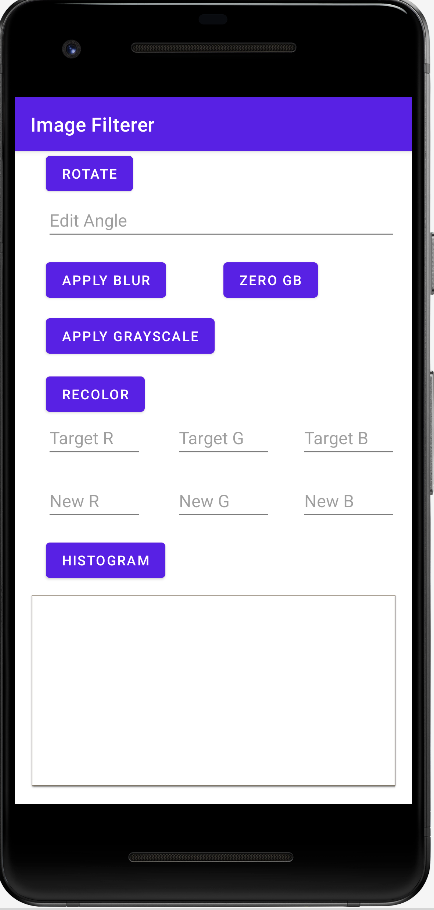 Image Filterer
ROTATE
Edit Angle
APPLY BLUR ZERO GB
APPLY GRAYSCALE
RECOLOR
Target R Target G Target B
New R New G New B
HISTOGRAM